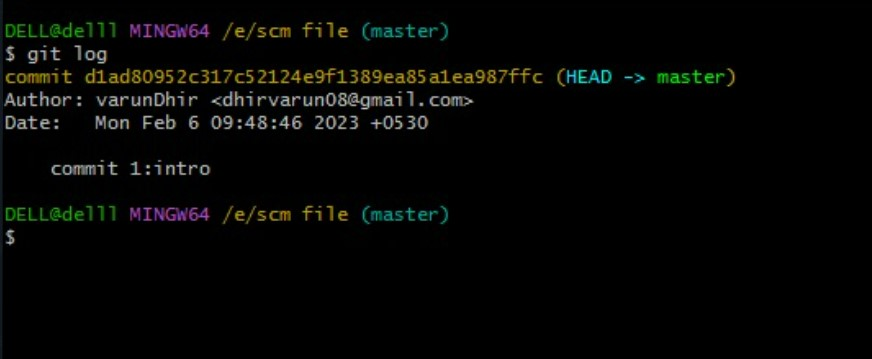 DELL@delll MINGW64 /e/scm file (master)
$ git log
commit d1ad80952c317c52124e9f1389ea85a1ea987ffc (HEAD -> master)
Author: varunDhir <dhirvarun08@gmail.com>
Date:   Mon Feb 6 09:48:46 2023 +0530
    commit 1:intro
DELL@delll MINGW64 /e/scm file (master)
$